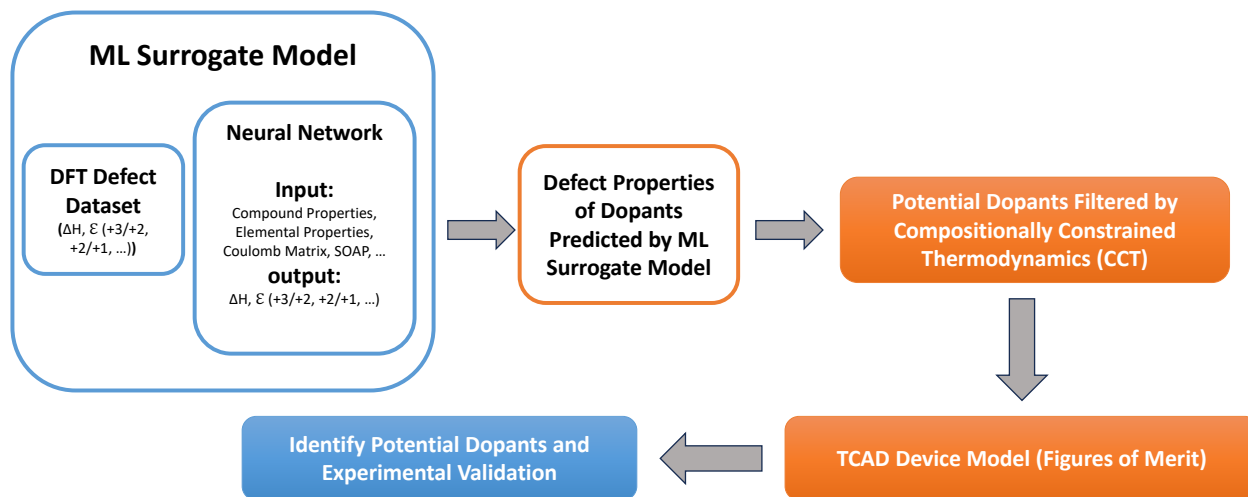 ML Surrogate Model
DFT Defect
Dataset
(ΔH, Ɛ (+3/+2,
+2/+1, …))
Neural Network
Input:
Compound Properties,
Elemental Properties,
Coulomb Matrix, SOAP, …
output:
ΔH, Ɛ (+3/+2, +2/+1, …)
Defect Properties
of Dopants
Predicted by ML
Surrogate Model
Potential Dopants Filtered by
Compositionally Constrained
Thermodynamics (CCT)
TCAD Device Model (Figures of Merit)
Identify Potential Dopants and
Experimental Validation